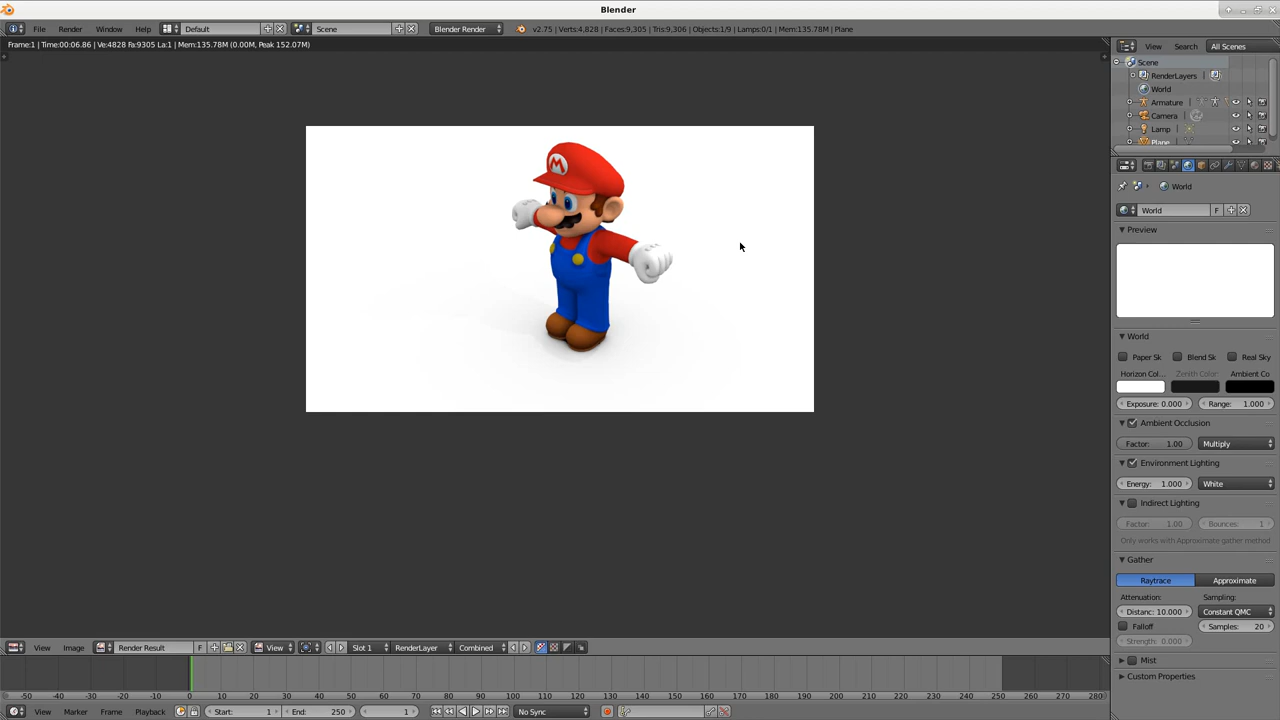 Blender
File Render Window Help Default Scene Blender Render v2.75 | Verts:4,828 | Faces:9,305 | Tris:9,306 | Objects:1/9 | Lamps:0/1 | Mem:135.78M | Plane
Frame:1 | Time:00:06.86 | Ve:4828 Fa:9305 La:1 | Mem:135.78M (0.00M, Peak 152.07M)
View Search All Scenes
Scene
RenderLayers |
World
Armature |
Camera |
Lamp |
Plane
World
World F
Preview
World
Paper Sk Blend Sk Real Sky
Horizon Col... Zenith Color Ambient Co
Exposure: 0.000 Range: 1.000
Ambient Occlusion
Factor: 1.00 Multiply
Environment Lighting
Energy: 1.000 White
Indirect Lighting
Factor: 1.00 Bounces: 1
Only works with Approximate gather method
Gather
Raytrace Approximate
Attenuation: Sampling:
Distanc: 10.000 Constant QMC
Falloff Samples: 20
Strength: 0.000
Mist
Custom Properties
M
View Image Render Result F View Slot 1 RenderLayer Combined
-50 -40 -30 -20 -10 0 10 20 30 40 50 60 70 80 90 100 110 120 130 140 150 160 170 180 190 200 210 220 230 240 250 260 270 280
View Marker Frame Playback Start: 1 End: 250 1 No Sync